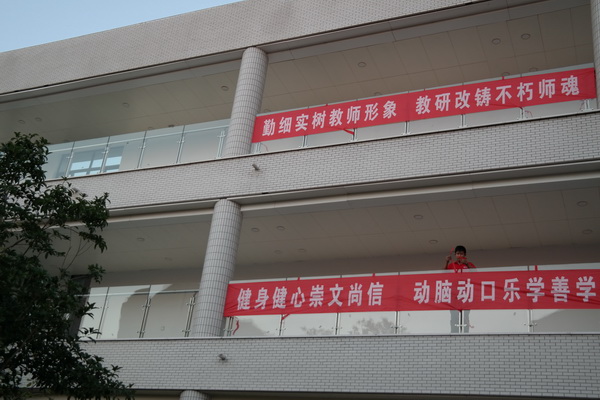 勤细实树教师形象 教研改铸不朽师魂
健身健心崇文尚信 动脑动口乐学善学